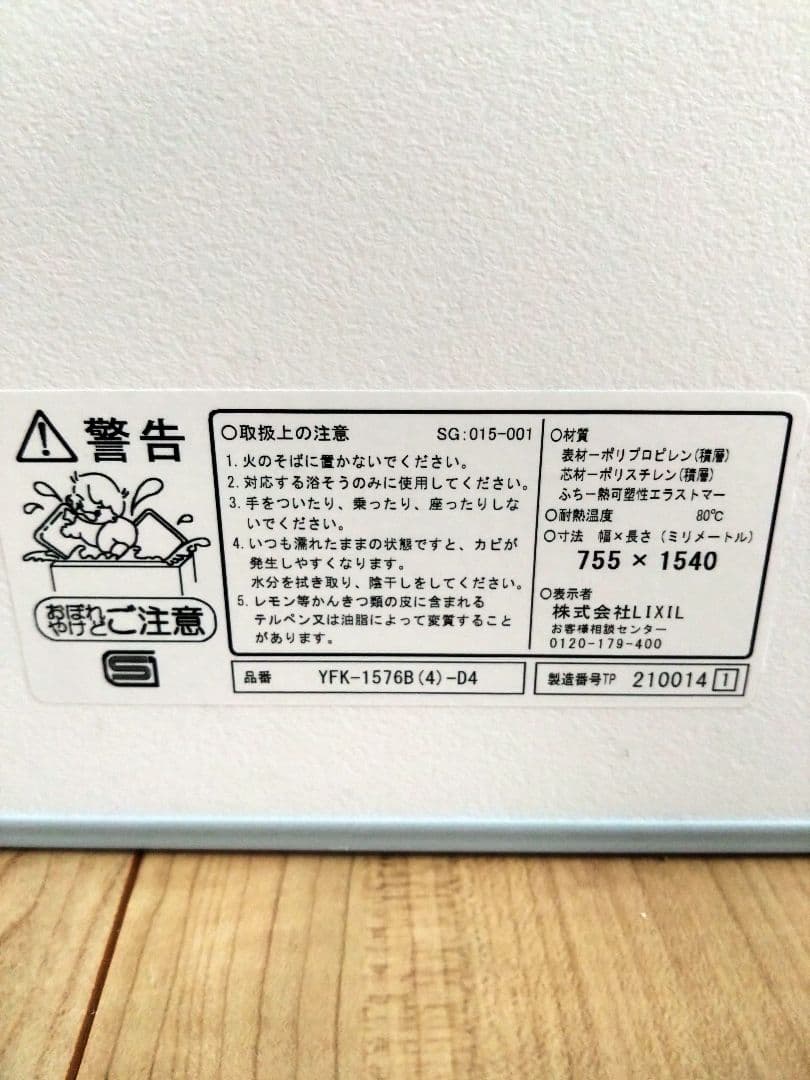 警告
おぼれ
やけど
ご注意
S
○取扱上の注意 SG:015-001
1.火のそばに置かないでください。
2.対応する浴そうのみに使用してください。
3.手をついたり、乗ったり、座ったりしな
いでください。
4.いつも濡れたままの状態ですと、カビが
発生しやすくなります。
水分を拭き取り、陰干しをしてください。
5.レモン等かんきつ類の皮に含まれる
テルペン又は油脂によって変質すること
があります。
○材質
表材ーポリプロピレン(積層)
芯材ーポリスチレン(積層)
ふちー熱可塑性エラストマー
○耐熱温度 80℃
○寸法 幅×長さ(ミリメートル)
755 × 1540
○表示者
株式会社LIXIL
お客様相談センター
0120-179-400
品番 YFK-1576B(4)-D4
製造番号TP 210014 1